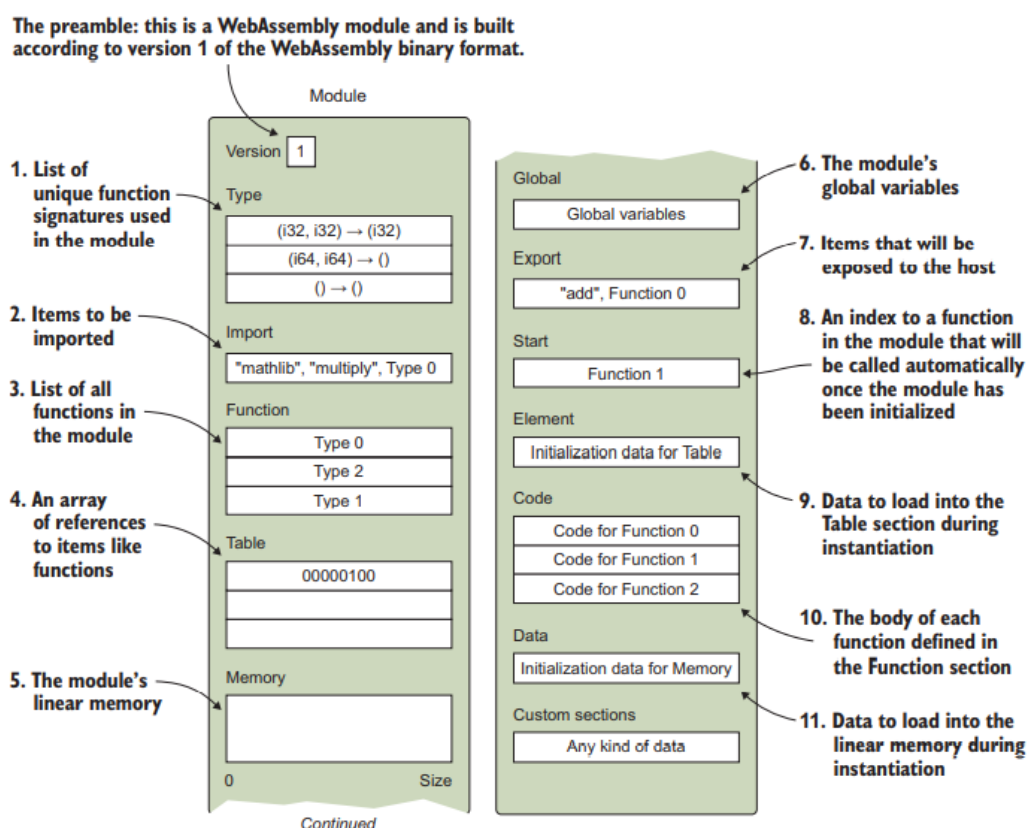 The preamble: this is a WebAssembly module and is built
according to version 1 of the WebAssembly binary format.
Module
Version 1
1. List of
unique function
signatures used
in the module
Type
(i32, i32) → (i32)
(i64, i64) → ()
() → ()
2. Items to be
imported
Import
"mathlib", "multiply", Type 0
3. List of all
functions in
the module
Function
Type 0
Type 2
Type 1
4. An array
of references
to items like
functions
Table
00000100
5. The module's
linear memory
Memory
0 Size
Continued
Global
Global variables
6. The module's
global variables
Export
"add", Function 0
7. Items that will be
exposed to the host
Start
Function 1
8. An index to a function
in the module that will
be called automatically
once the module has
been initialized
Element
Initialization data for Table
9. Data to load into the
Table section during
instantiation
Code
Code for Function 0
Code for Function 1
Code for Function 2
10. The body of each
function defined in
the Function section
Data
Initialization data for Memory
11. Data to load into the
linear memory during
instantiation
Custom sections
Any kind of data